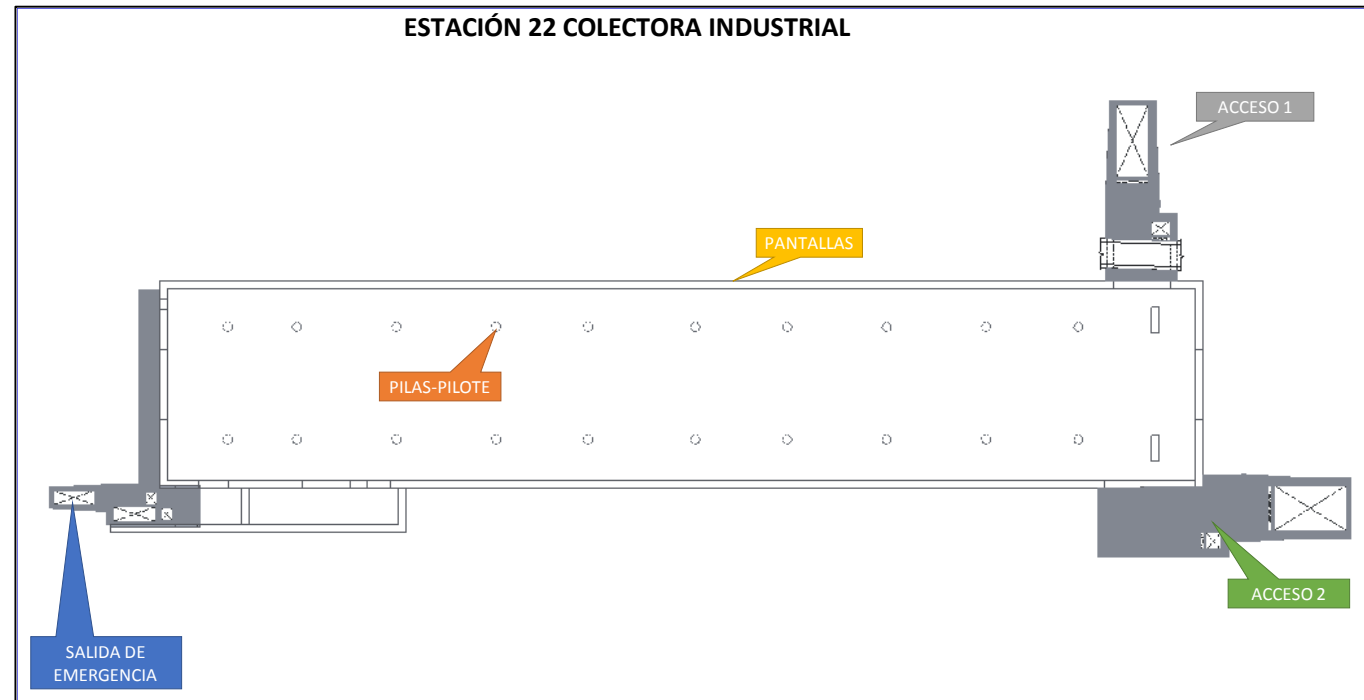 ESTACIÓN 22 COLECTORA INDUSTRIAL
ACCESO 1
PANTALLAS
PILAS-PILOTE
ACCESO 2
SALIDA DE
EMERGENCIA